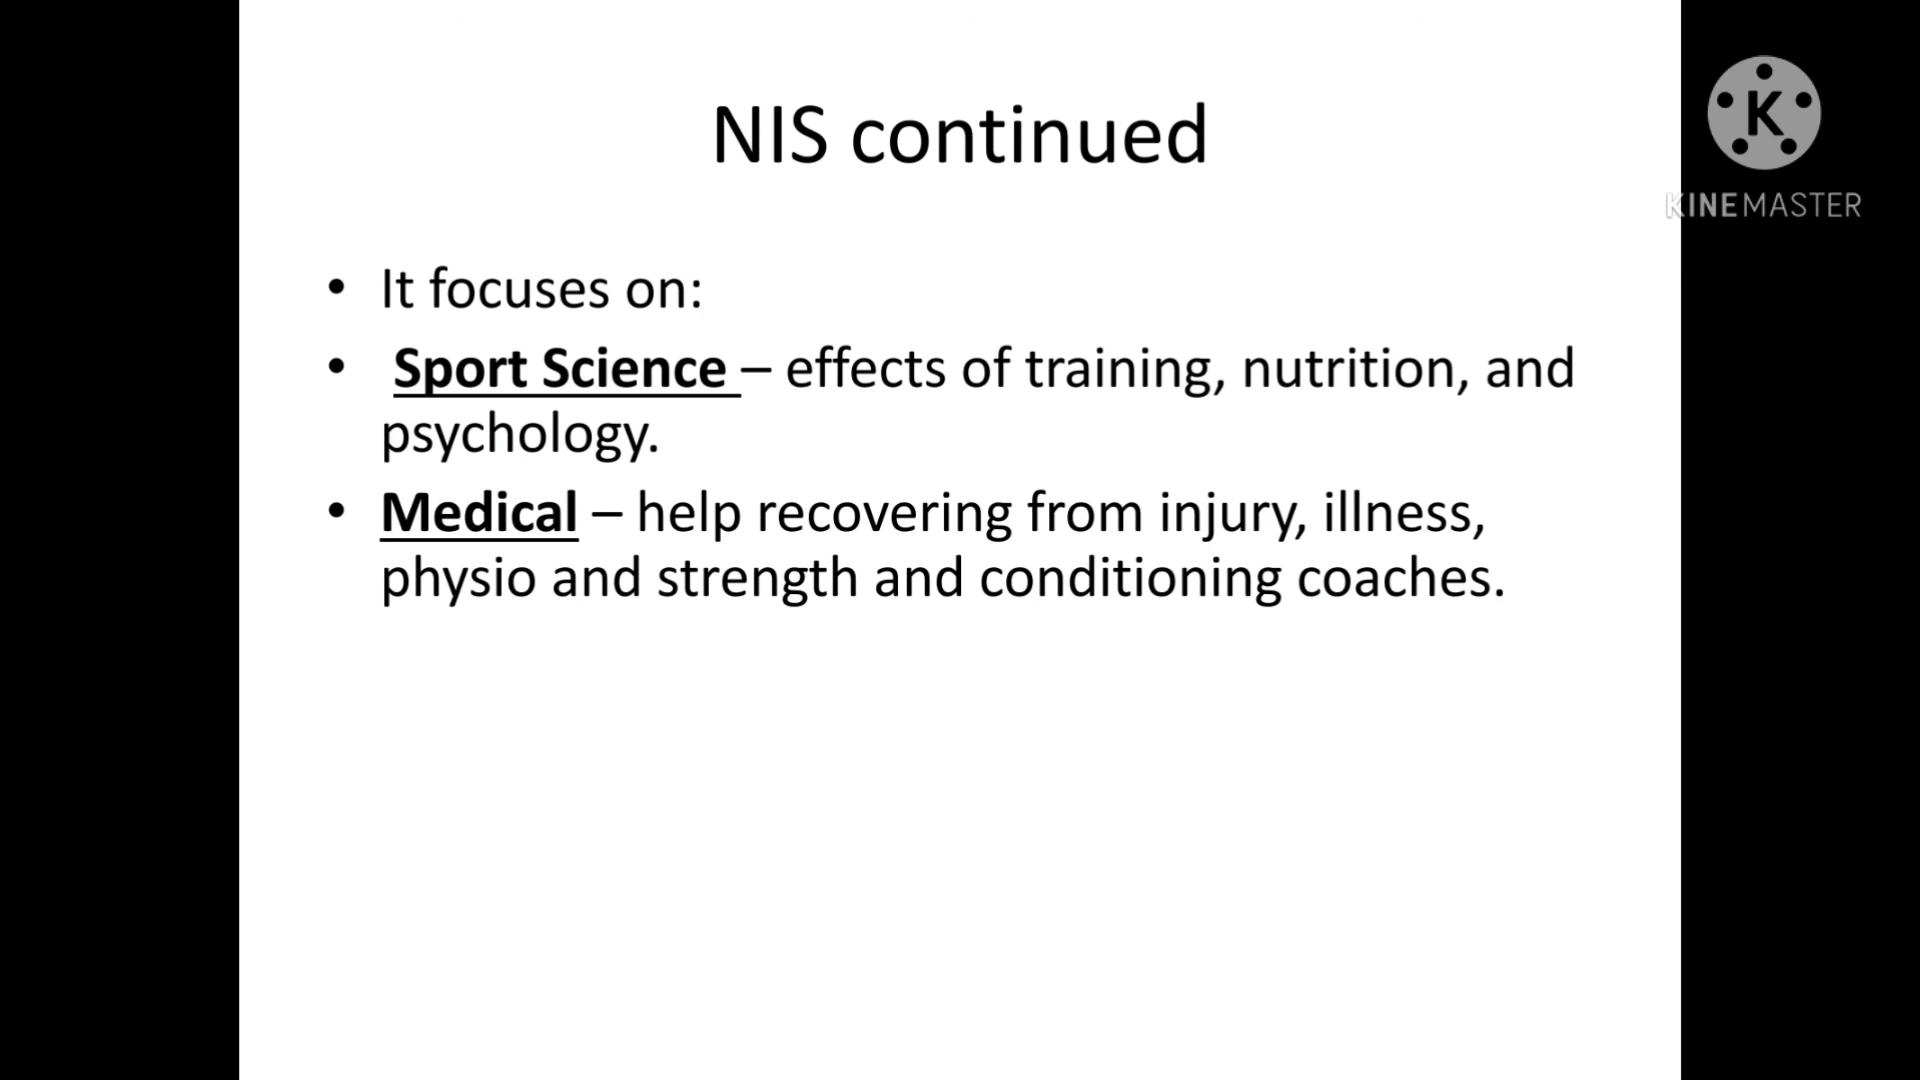 NIS continued
K
KINEMASTER
• It focuses on:
• Sport Science – effects of training, nutrition, and
psychology.
• Medical – help recovering from injury, illness,
physio and strength and conditioning coaches.